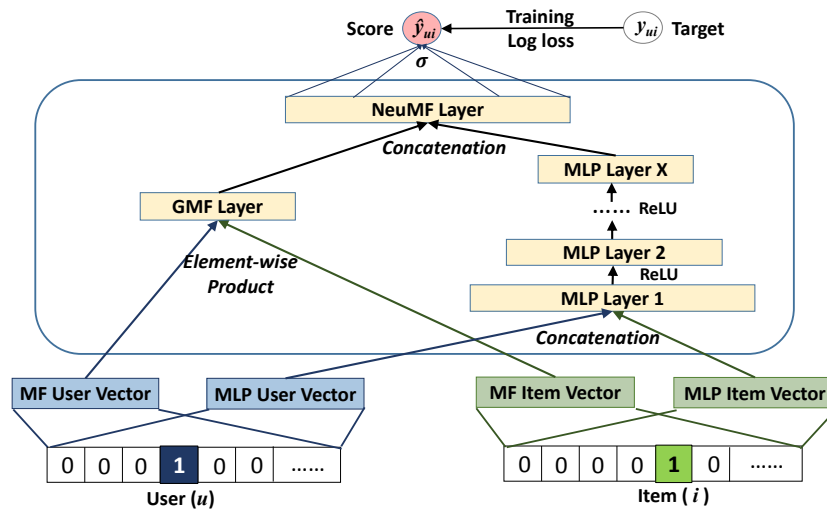 Score ŷui Training yui Target
Log loss
σ
NeuMF Layer
Concatenation
MLP Layer X
GMF Layer
...... ReLU
Element-wise
Product
MLP Layer 2
ReLU
MLP Layer 1
Concatenation
MF User Vector MLP User Vector MF Item Vector MLP Item Vector
0 0 0 1 0 0 ...... 0 0 0 0 1 0 ......
User (u) Item ( i )